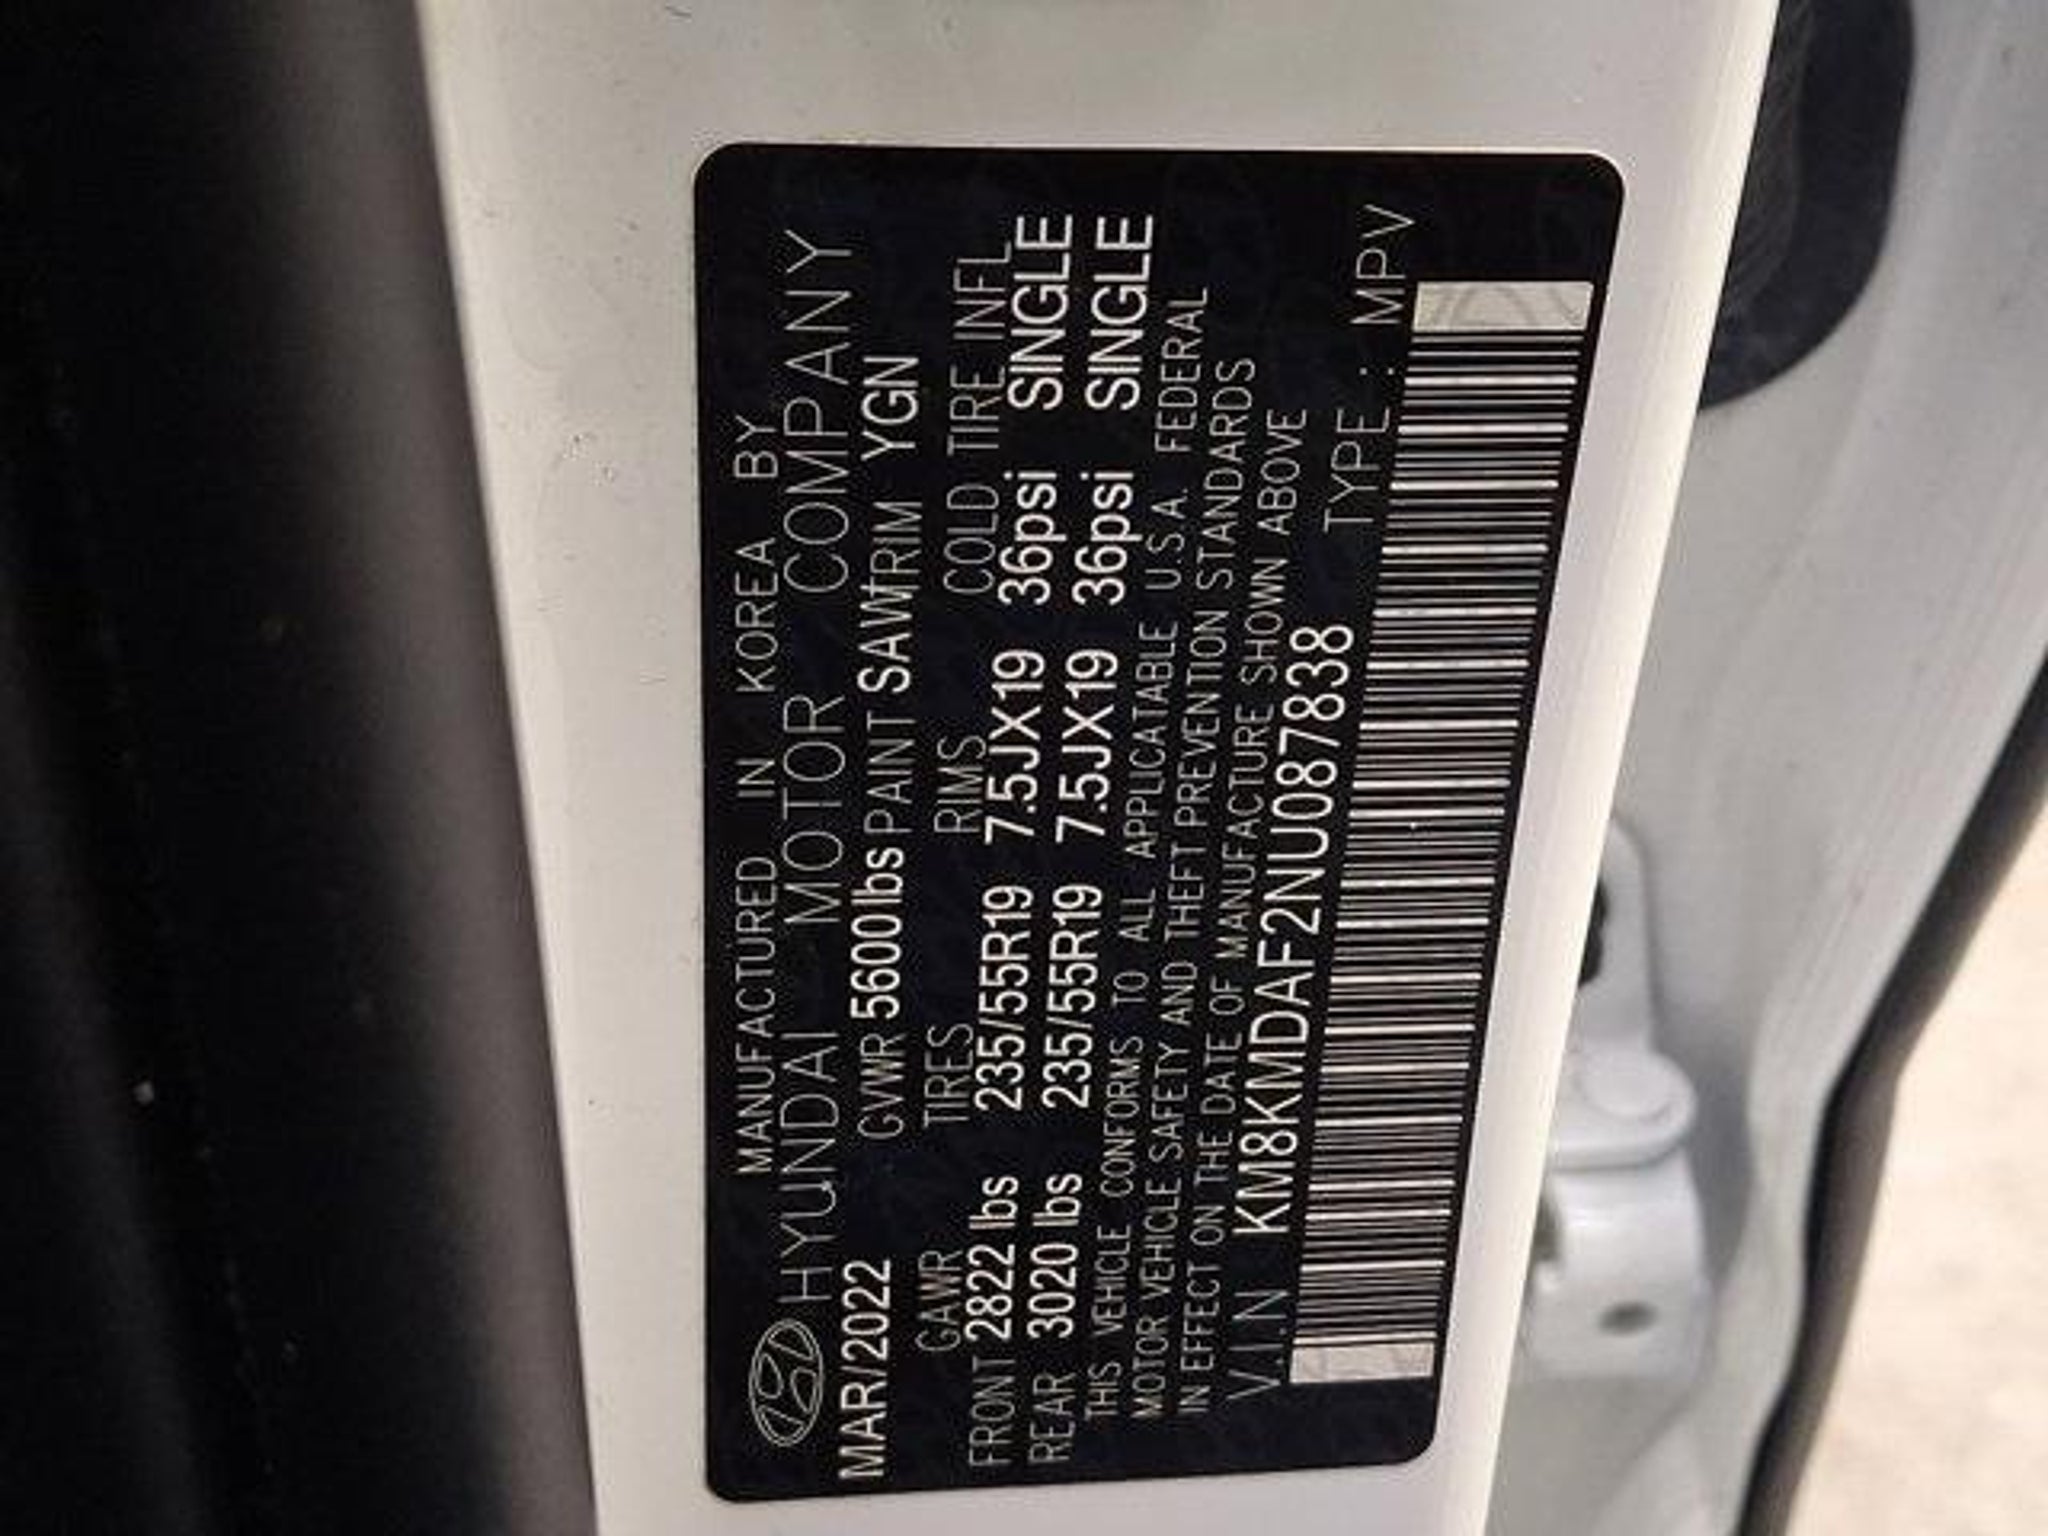 MANUFACTURED IN KOREA BY
HYUNDAI MOTOR COMPANY
MAR/2022 GVWR 5600lbs PAINT SAW TRIM YGN
GAWR TIRES RIMS COLD TIRE INFL
FRONT 2822 lbs 235/55R19 7.5JX19 36psi SINGLE
REAR 3020 lbs 235/55R19 7.5JX19 36psi SINGLE
THIS VEHICLE CONFORMS TO ALL APPLICATABLE U.S.A. FEDERAL
MOTOR VEHICLE SAFETY AND THEFT PREVENTION STANDARDS
IN EFFECT ON THE DATE OF MANUFACTURE SHOWN ABOVE
V.I.N KM8KMDAF2NU087838 TYPE : MPV